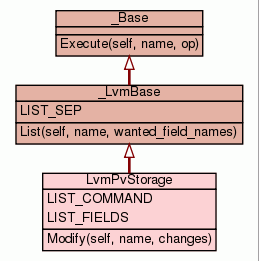 _Base
Execute(self, name, op)
_LvmBase
LIST_SEP
List(self, name, wanted_field_names)
LvmPvStorage
LIST_COMMAND
LIST_FIELDS
Modify(self, name, changes)